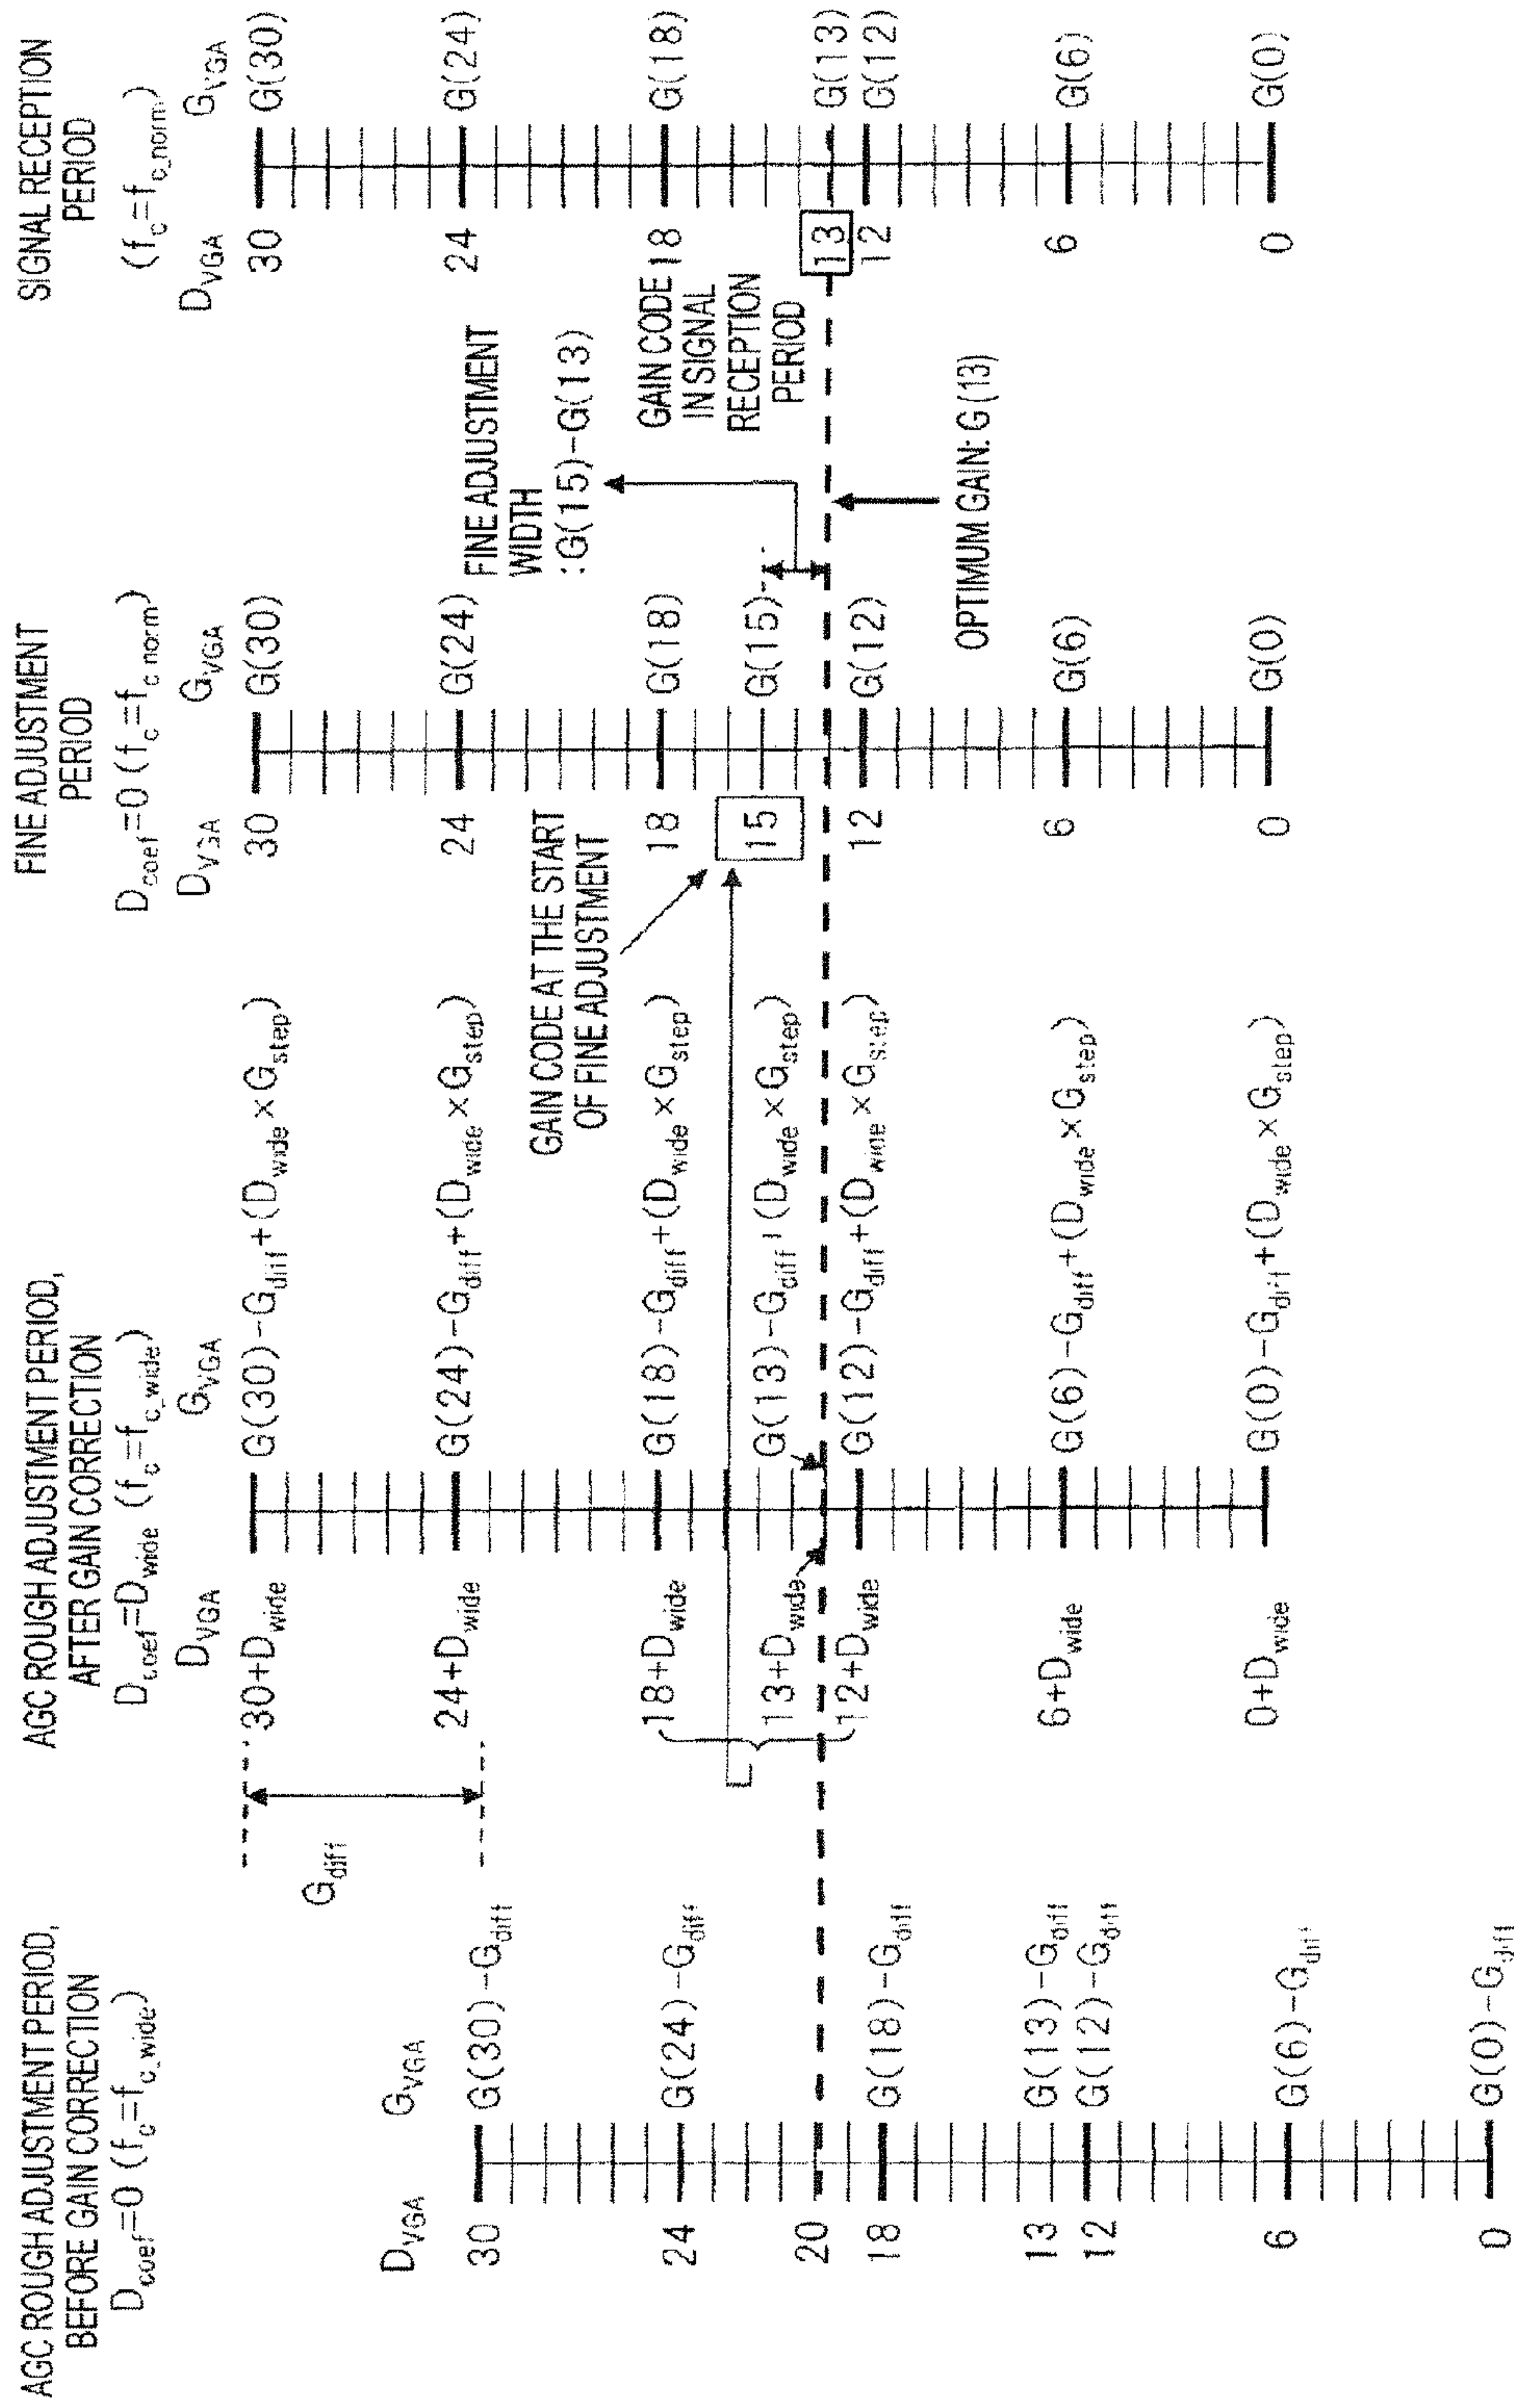 AGC ROUGH ADJUSTMENT PERIOD,
BEFORE GAIN CORRECTION
D_coef=0 (f_c=f_c_wide)
D_VGA G_VGA
30 G(30)-G_diff
24 G(24)-G_diff
20
18 G(18)-G_diff
13 G(13)-G_diff
12 G(12)-G_diff
6 G(6)-G_diff
0 G(0)-G_diff
G_diff
AGC ROUGH ADJUSTMENT PERIOD,
AFTER GAIN CORRECTION
D_coef=D_wide (f_c=f_c_wide)
D_VGA G_VGA
30+D_wide G(30)-G_diff+(D_wide×G_step)
24+D_wide G(24)-G_diff+(D_wide×G_step)
18+D_wide G(18)-G_diff+(D_wide×G_step)
13+D_wide G(13)-G_diff+(D_wide×G_step)
12+D_wide G(12)-G_diff+(D_wide×G_step)
6+D_wide G(6)-G_diff+(D_wide×G_step)
0+D_wide G(0)-G_diff+(D_wide×G_step)
GAIN CODE AT THE START
OF FINE ADJUSTMENT
FINE ADJUSTMENT
PERIOD
D_coef=0 (f_c=f_c norm)
D_VGA G_VGA
30 G(30)
24 G(24)
18 G(18)
15 G(15)
12 G(12)
6 G(6)
0 G(0)
FINE ADJUSTMENT
WIDTH
:G(15)-G(13)
OPTIMUM GAIN: G(13)
GAIN CODE
IN SIGNAL
RECEPTION
PERIOD
SIGNAL RECEPTION
PERIOD
(f_c=f_c_norm)
D_VGA G_VGA
30 G(30)
24 G(24)
18 G(18)
13 G(13)
12 G(12)
6 G(6)
0 G(0)